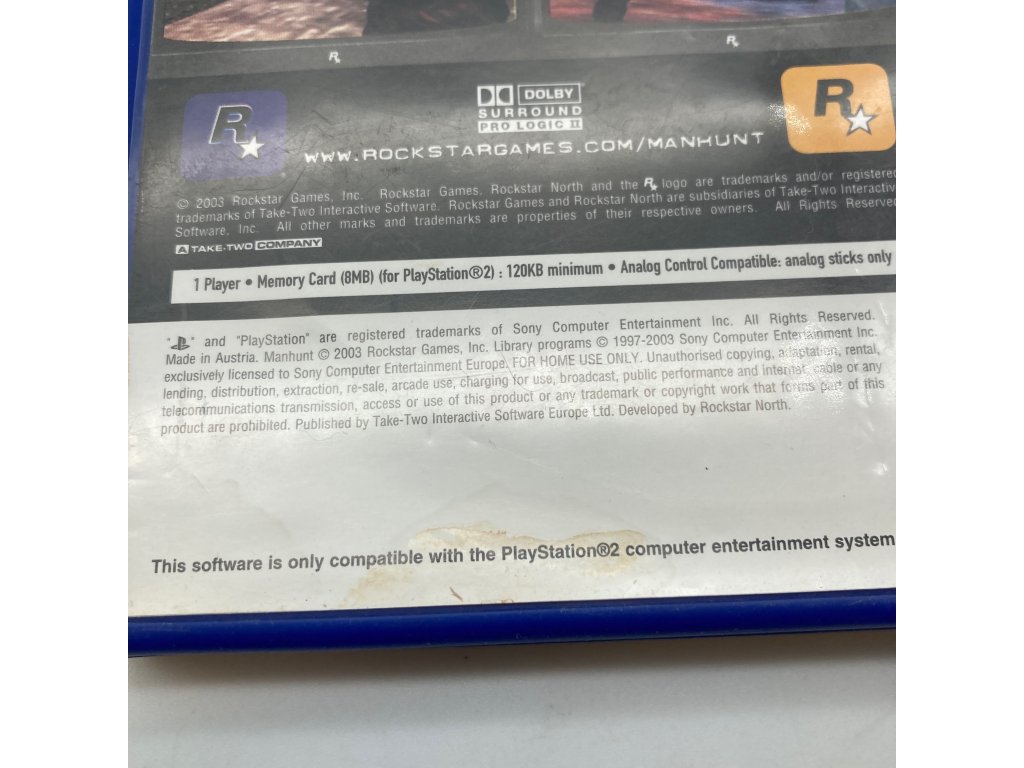 R
R
R
DOLBY
SURROUND
PRO LOGIC II
R
WWW.ROCKSTARGAMES.COM/MANHUNT
© 2003 Rockstar Games, Inc. Rockstar Games, Rockstar North and the R logo are trademarks and/or registered
trademarks of Take-Two Interactive Software. Rockstar Games and Rockstar North are subsidiaries of Take-Two Interactive
Software, Inc. All other marks and trademarks are properties of their respective owners. All Rights Reserved
A TAKE-TWO COMPANY
1 Player • Memory Card (8MB) (for PlayStation®2) : 120KB minimum • Analog Control Compatible: analog sticks only
"PS" and "PlayStation" are registered trademarks of Sony Computer Entertainment Inc. All Rights Reserved.
Made in Austria. Manhunt © 2003 Rockstar Games, Inc. Library programs © 1997-2003 Sony Computer Entertainment Inc.
exclusively licensed to Sony Computer Entertainment Europe. FOR HOME USE ONLY. Unauthorised copying, adaptation, rental,
lending, distribution, extraction, re-sale, arcade use, charging for use, broadcast, public performance and internet, cable or any
telecommunications transmission, access or use of this product or any trademark or copyright work that forms part of this
product are prohibited. Published by Take-Two Interactive Software Europe Ltd. Developed by Rockstar North.
This software is only compatible with the PlayStation®2 computer entertainment system